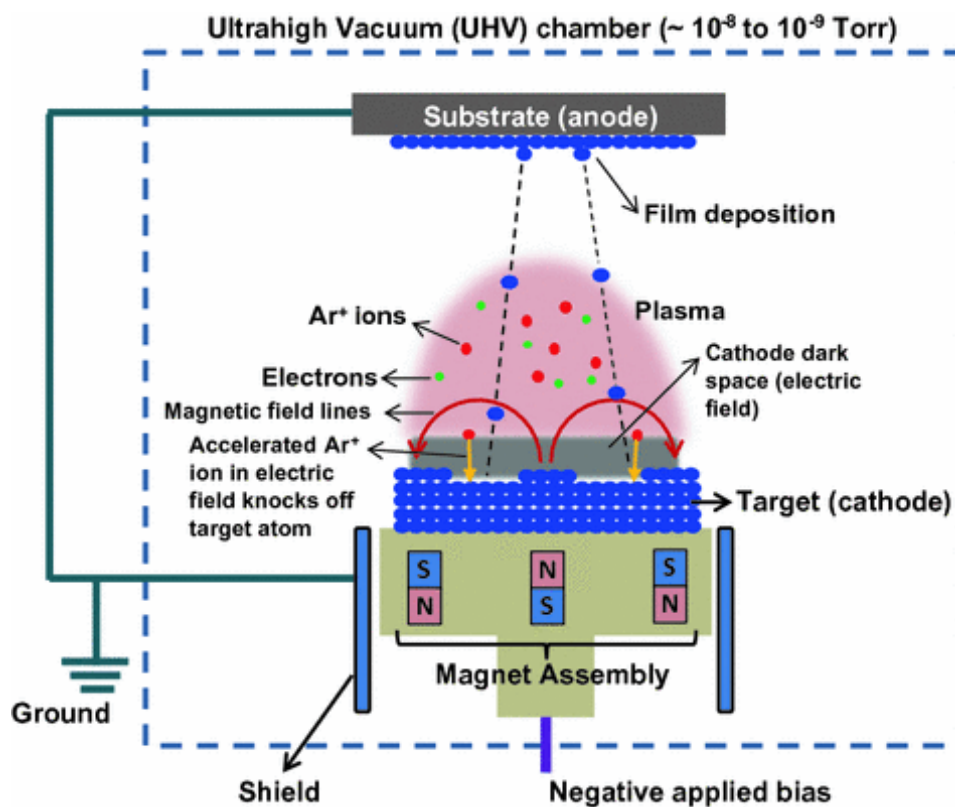 Ultrahigh Vacuum (UHV) chamber (~ 10⁻⁸ to 10⁻⁹ Torr)
Substrate (anode)
Film deposition
Plasma
Ar⁺ ions
Cathode dark
space (electric
field)
Electrons
Magnetic field lines
Accelerated Ar⁺
ion in electric
field knocks off
target atom
Target (cathode)
S N S
N S N
Magnet Assembly
Ground
Shield
Negative applied bias